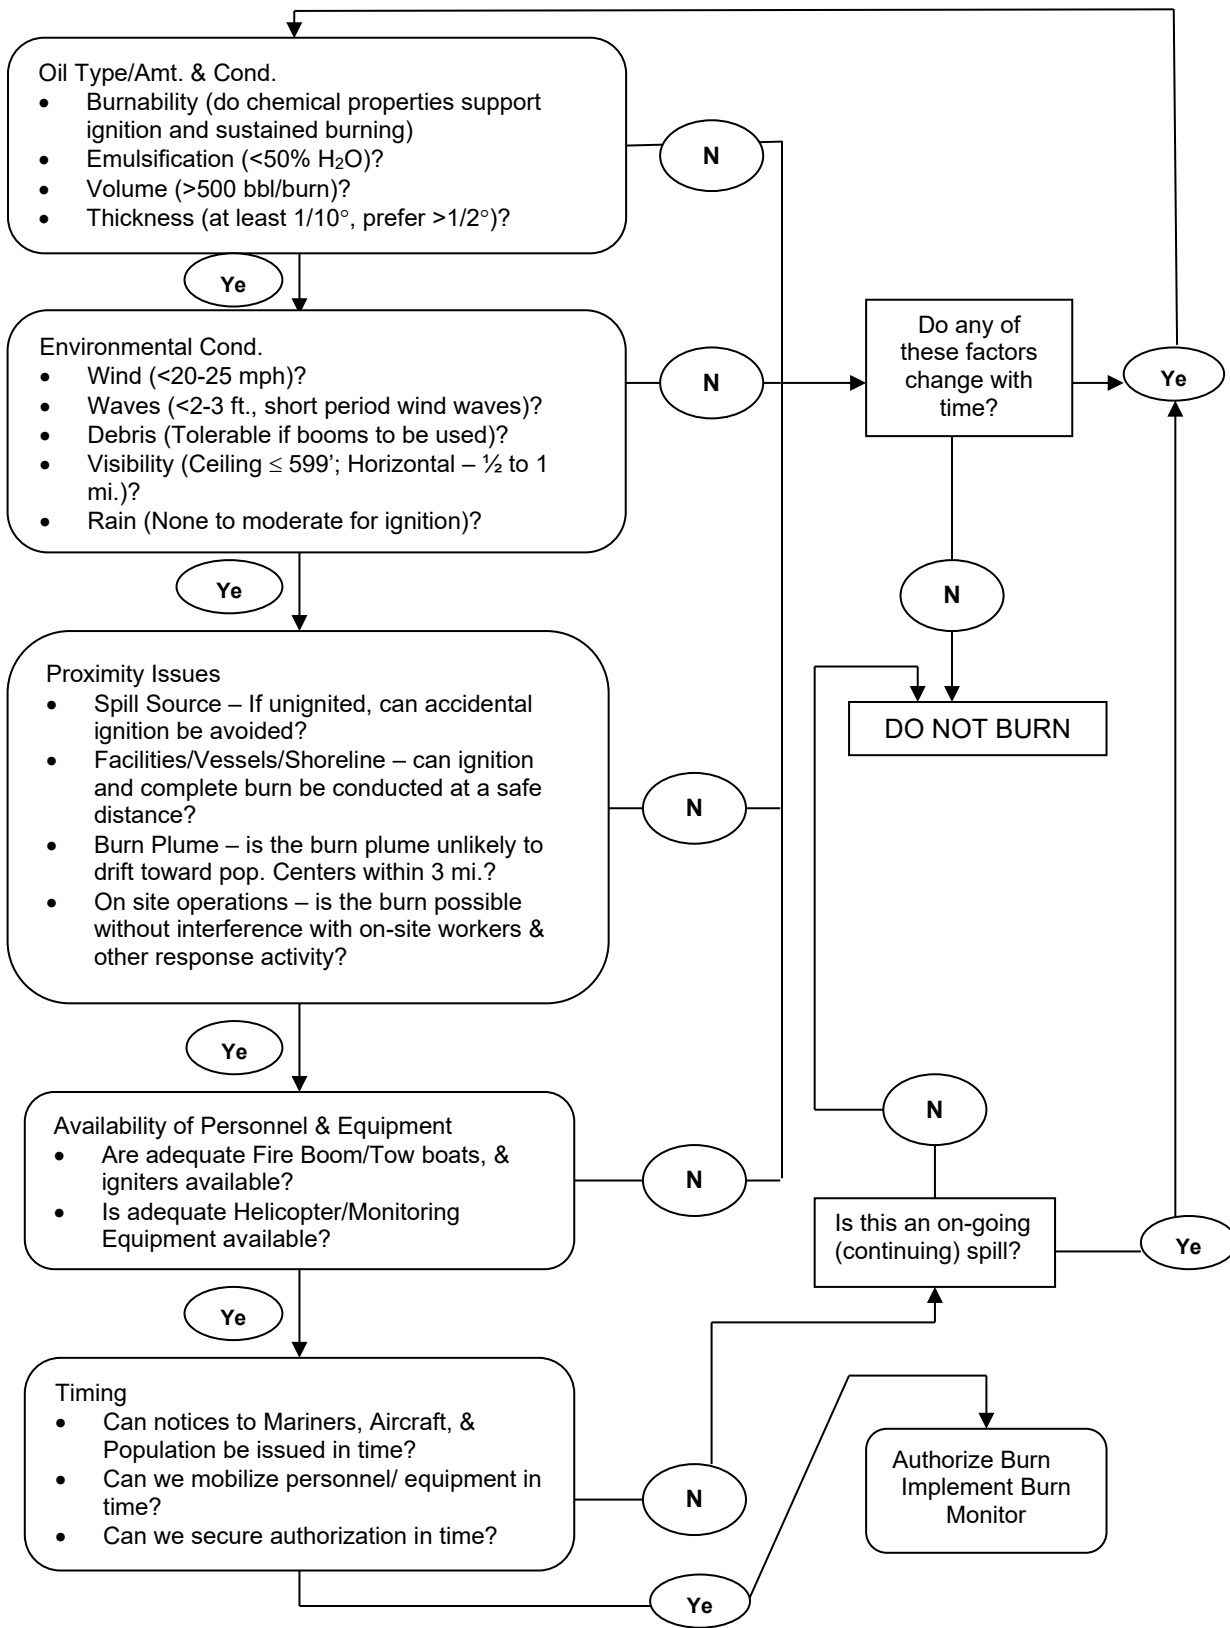 Oil Type/Amt. & Cond.
• Burnability (do chemical properties support
ignition and sustained burning)
• Emulsification (<50% H₂O)?
• Volume (>500 bbl/burn)?
• Thickness (at least 1/10°, prefer >1/2°)?
N
Ye
Environmental Cond.
• Wind (<20-25 mph)?
• Waves (<2-3 ft., short period wind waves)?
• Debris (Tolerable if booms to be used)?
• Visibility (Ceiling ≤ 599’; Horizontal – ½ to 1
mi.)?
• Rain (None to moderate for ignition)?
N
Do any of
these factors
change with
time?
Ye
Ye
N
Proximity Issues
• Spill Source – If unignited, can accidental
ignition be avoided?
• Facilities/Vessels/Shoreline – can ignition
and complete burn be conducted at a safe
distance?
• Burn Plume – is the burn plume unlikely to
drift toward pop. Centers within 3 mi.?
• On site operations – is the burn possible
without interference with on-site workers &
other response activity?
N
DO NOT BURN
Ye
N
Availability of Personnel & Equipment
• Are adequate Fire Boom/Tow boats, &
igniters available?
• Is adequate Helicopter/Monitoring
Equipment available?
N
Is this an on-going
(continuing) spill?
Ye
Ye
Timing
• Can notices to Mariners, Aircraft, &
Population be issued in time?
• Can we mobilize personnel/ equipment in
time?
• Can we secure authorization in time?
N
Authorize Burn
Implement Burn
Monitor
Ye